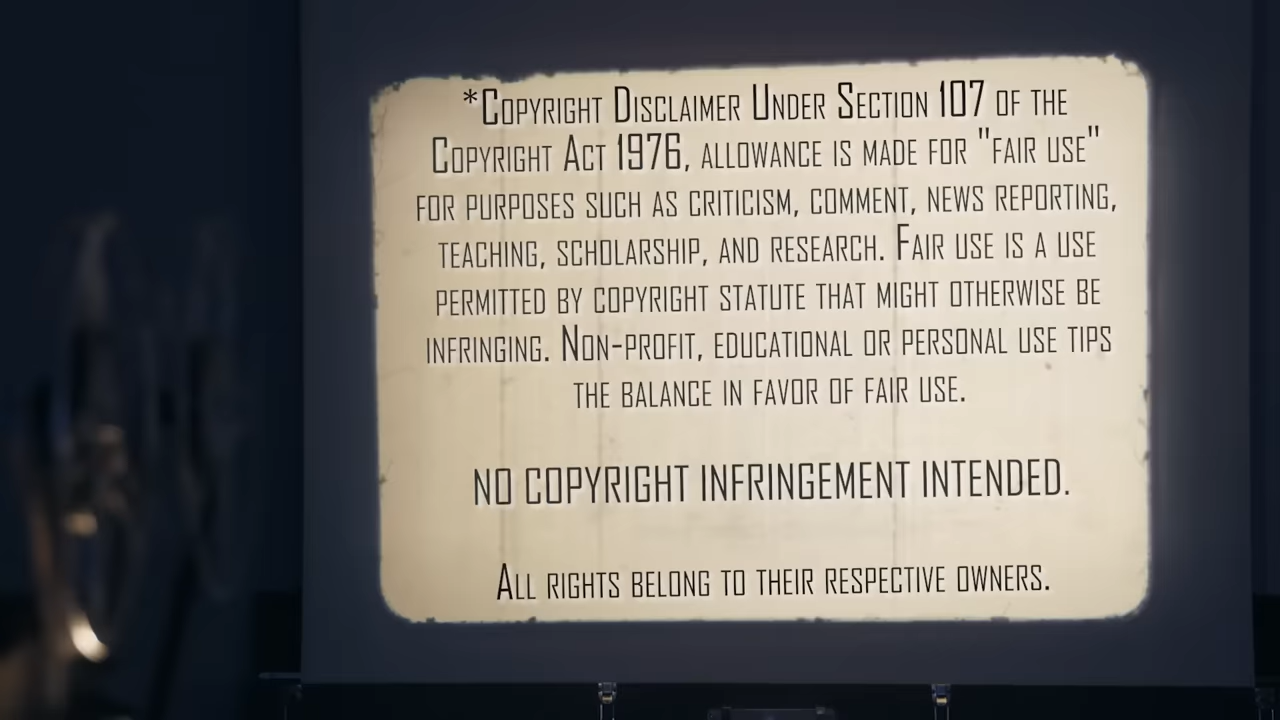 *Copyright Disclaimer Under Section 107 of the
Copyright Act 1976, allowance is made for "fair use"
for purposes such as criticism, comment, news reporting,
teaching, scholarship, and research. Fair use is a use
permitted by copyright statute that might otherwise be
infringing. Non-profit, educational or personal use tips
the balance in favor of fair use.
NO COPYRIGHT INFRINGEMENT INTENDED.
All rights belong to their respective owners.